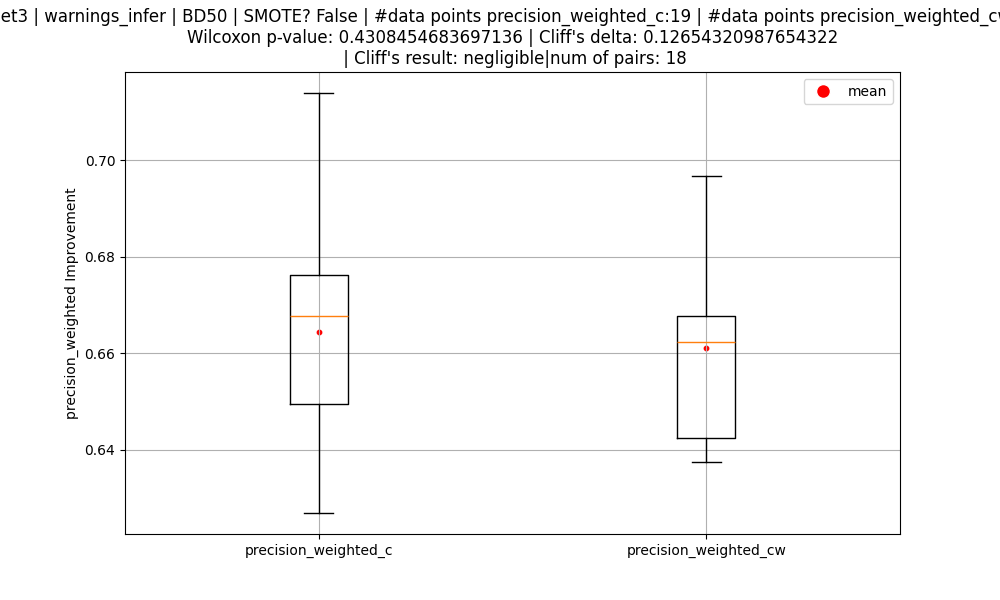 et3 | warnings_infer | BD50 | SMOTE? False | #data points precision_weighted_c:19 | #data points precision_weighted_cw
Wilcoxon p-value: 0.4308454683697136 | Cliff's delta: 0.12654320987654322
| Cliff's result: negligible|num of pairs: 18
mean
0.70
0.68
0.66
0.64
precision_weighted Improvement
precision_weighted_c
precision_weighted_cw